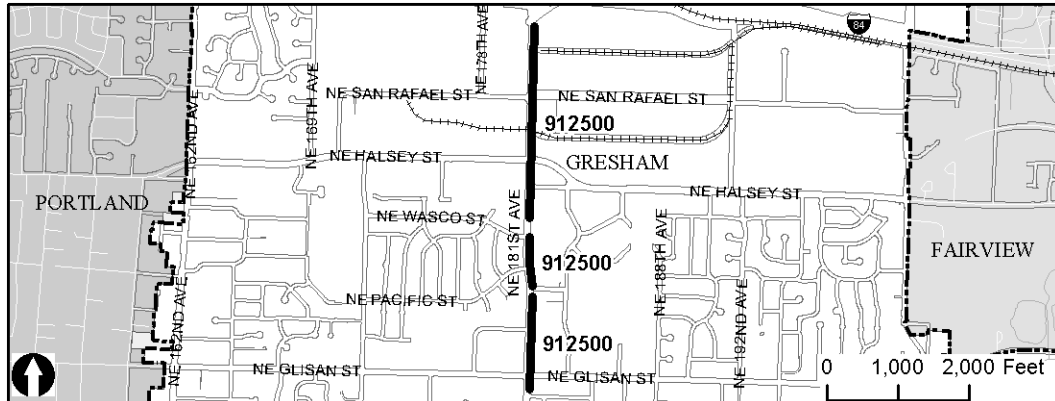 84
NE 178TH AVE
NE SAN RAFAEL ST
NE SAN RAFAEL ST
NE 169TH AVE
912500
NE HALSEY ST
GRESHAM
NE 162ND AVE
NE HALSEY ST
PORTLAND
NE WASCO ST
NE 181ST AVE
NE 188TH AVE
FAIRVIEW
912500
NE PACIFIC ST
NE 162ND AVE
NE 192ND AVE
912500
NE GLISAN ST
NE GLISAN ST
0 1,000 2,000 Feet